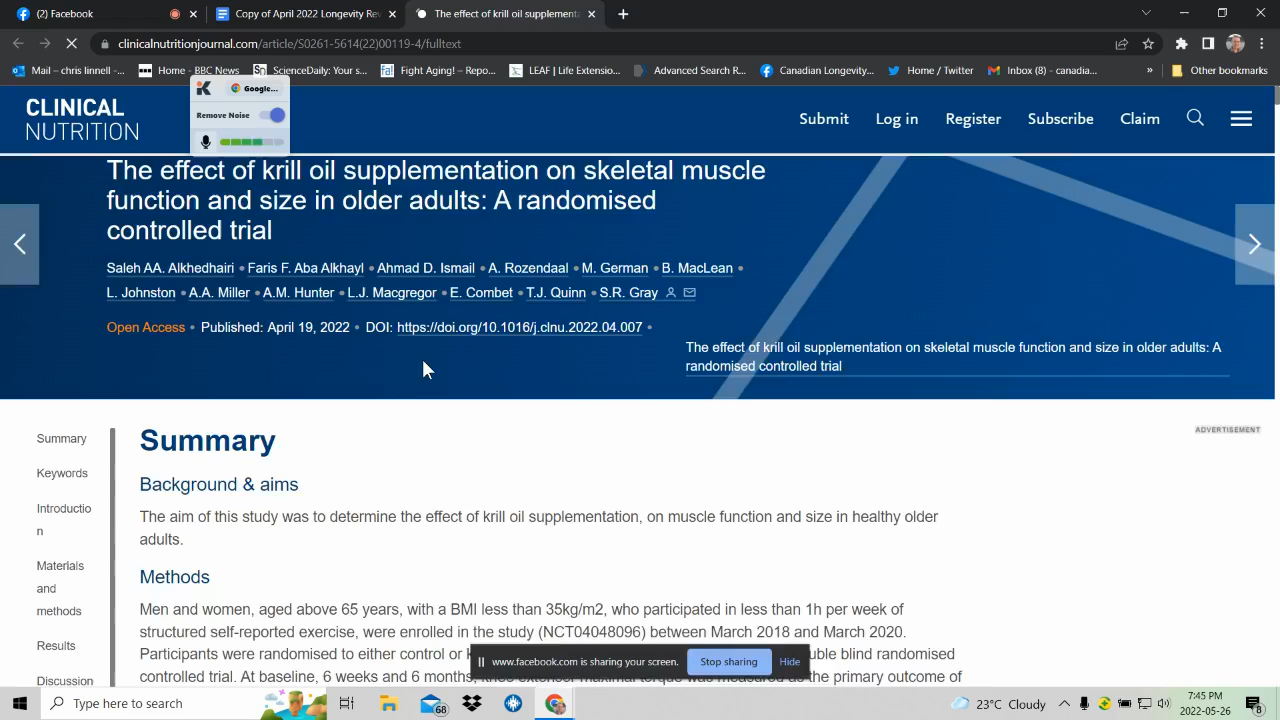 (2) Facebook
Copy of April 2022 Longevity Rev
The effect of krill oil supplementa
clinicalnutritionjournal.com/article/S0261-5614(22)00119-4/fulltext
Mail – chris linnell –...
Home - BBC News
ScienceDaily: Your s...
Fight Aging! – Repo...
LEAF | Life Extensio...
Advanced Search R...
Canadian Longevity...
Lists / Twitter
Inbox (8) - canadia...
»
Other bookmarks
Google...
Remove Noise
CLINICAL
NUTRITION
Submit
Log in
Register
Subscribe
Claim
The effect of krill oil supplementation on skeletal muscle
function and size in older adults: A randomised
controlled trial
Saleh AA. Alkhedhairi • Faris F. Aba Alkhayl • Ahmad D. Ismail • A. Rozendaal • M. German • B. MacLean •
L. Johnston • A.A. Miller • A.M. Hunter • L.J. Macgregor • E. Combet • T.J. Quinn • S.R. Gray
Open Access • Published: April 19, 2022 • DOI: https://doi.org/10.1016/j.clnu.2022.04.007 •
The effect of krill oil supplementation on skeletal muscle function and size in older adults: A
randomised controlled trial
ADVERTISEMENT
Summary
Keywords
Introductio
n
Materials
and
methods
Results
Discussion
Summary
Background & aims
The aim of this study was to determine the effect of krill oil supplementation, on muscle function and size in healthy older
adults.
Methods
Men and women, aged above 65 years, with a BMI less than 35kg/m2, who participated in less than 1h per week of
structured self-reported exercise, were enrolled in the study (NCT04048096) between March 2018 and March 2020.
Participants were randomised to either control or k uble blind randomised
controlled trial. At baseline, 6 weeks and 6 months, knee extensor maximal torque was measured as the primary outcome of
www.facebook.com is sharing your screen.
Stop sharing
Hide
Type here to search
68
23°C Cloudy
7:45 PM
2022-05-26
8